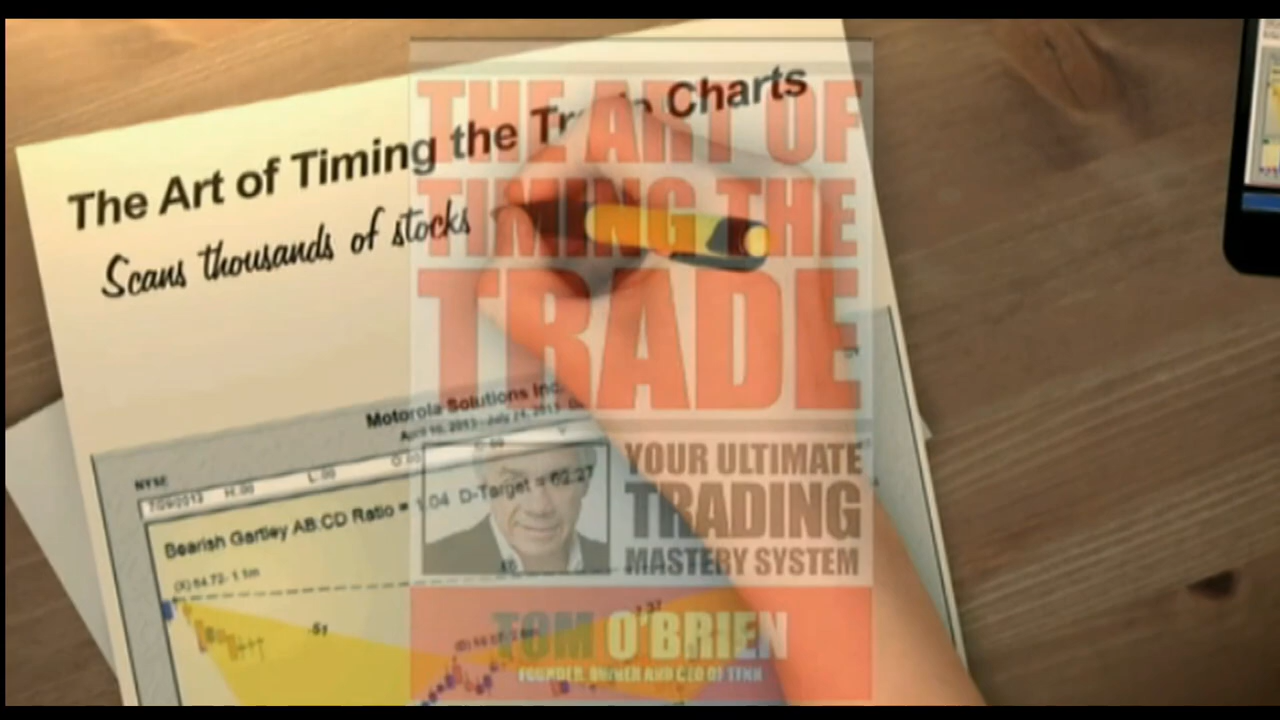 The Art of Timing the Trade Charts
Scans thousands of stocks
THE ART OF
TIMING THE
TRADE
Motorola Solutions Inc.
NYSE
Bearish Gartley AB:CD Ratio = 1.04 D-Target = 62.27
YOUR ULTIMATE
TRADING
MASTERY SYSTEM
TOM O'BRIEN
FOUNDER, OWNER AND CEO OF TFNN